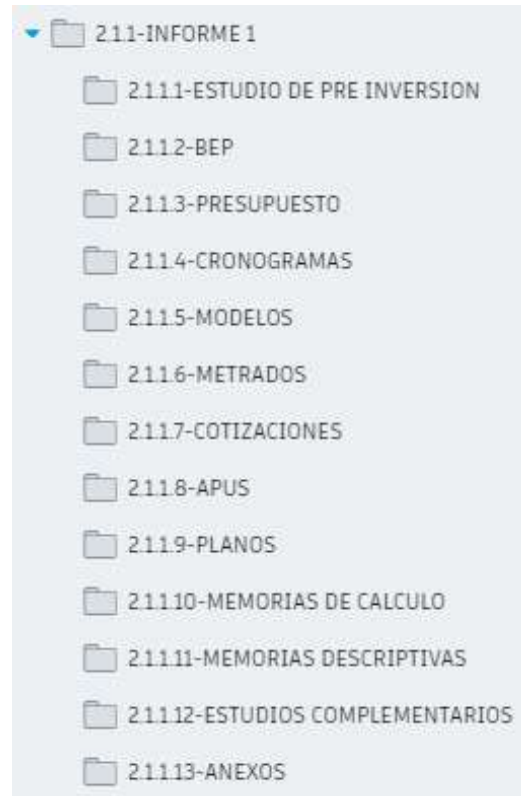 2.1.1-INFORME 1
2.1.1.1-ESTUDIO DE PRE INVERSION
2.1.1.2-BEP
2.1.1.3-PRESUPUESTO
2.1.1.4-CRONOGRAMAS
2.1.1.5-MODELOS
2.1.1.6-METRADOS
2.1.1.7-COTIZACIONES
2.1.1.8-APUS
2.1.1.9-PLANOS
2.1.1.10-MEMORIAS DE CALCULO
2.1.1.11-MEMORIAS DESCRIPTIVAS
2.1.1.12-ESTUDIOS COMPLEMENTARIOS
2.1.1.13-ANEXOS